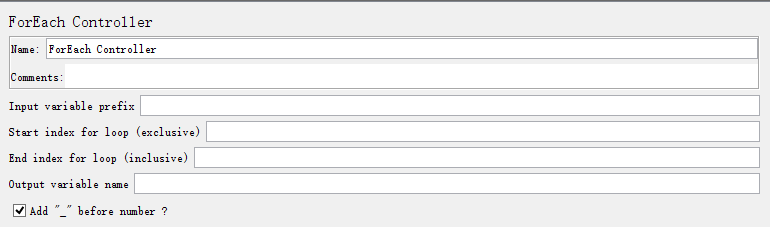 ForEach Controller
Name: ForEach Controller
Comments:
Input variable prefix
Start index for loop (exclusive)
End index for loop (inclusive)
Output variable name
Add "_" before number ?